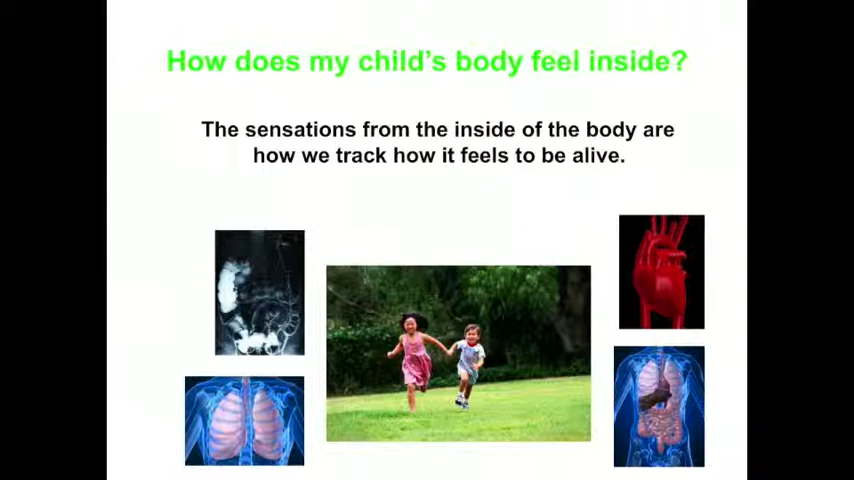 How does my child's body feel inside?
The sensations from the inside of the body are
how we track how it feels to be alive.